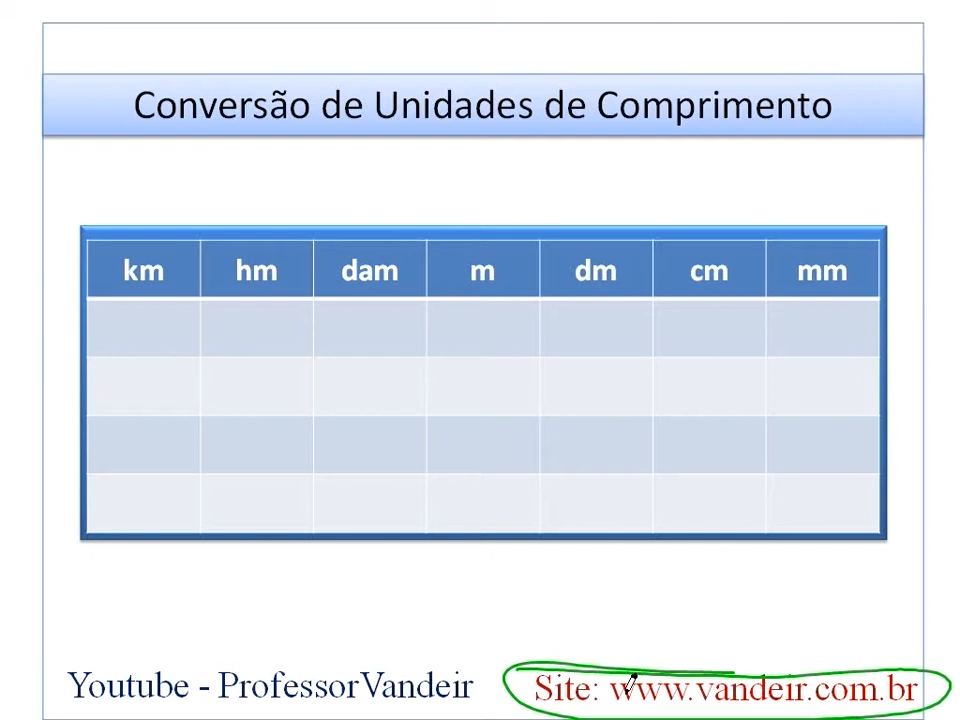 Conversão de Unidades de Comprimento
km hm dam m dm cm mm
Youtube - ProfessorVandeir Site: www.vandeir.com.br